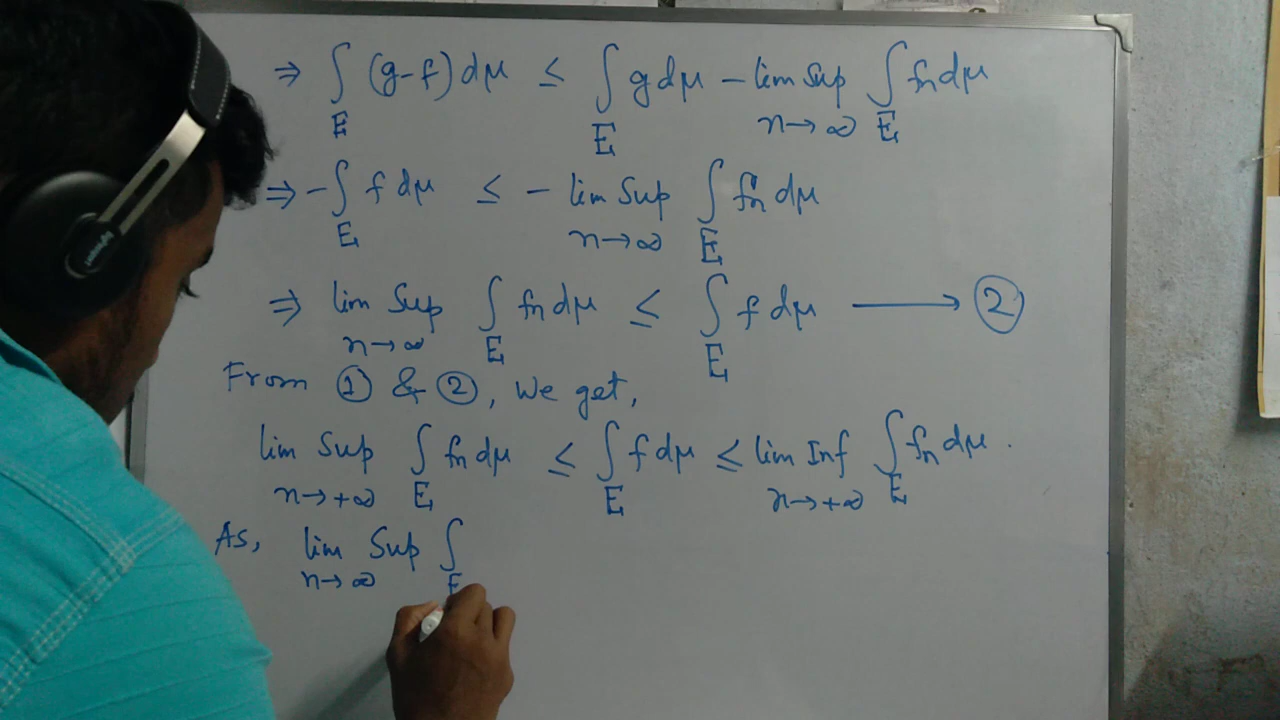 ⇒ ∫_E (g-f) dμ ≤ ∫_E g dμ - lim Sup_{n→∞} ∫_E fn dμ
⇒ - ∫_E f dμ ≤ - lim Sup_{n→∞} ∫_E fn dμ
⇒ lim Sup_{n→∞} ∫_E fn dμ ≤ ∫_E f dμ ⟶ ②
From ① & ②, We get,
lim Sup_{n→+∞} ∫_E fn dμ ≤ ∫_E f dμ ≤ lim Inf_{n→+∞} ∫_E fn dμ.
As, lim Sup_{n→∞} ∫_E